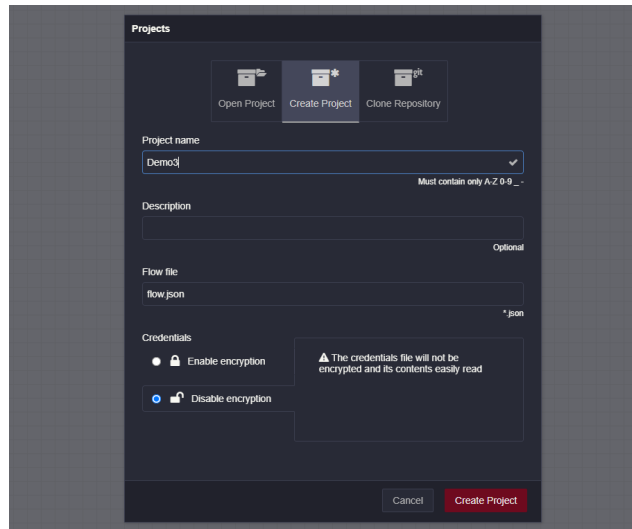 Projects
git
Open Project Create Project Clone Repository
Project name
Demo3
Must contain only A-Z 0-9 _ -
Description
Optional
Flow file
flow.json
*.json
Credentials
Enable encryption
Disable encryption
The credentials file will not be
encrypted and its contents easily read
Cancel Create Project